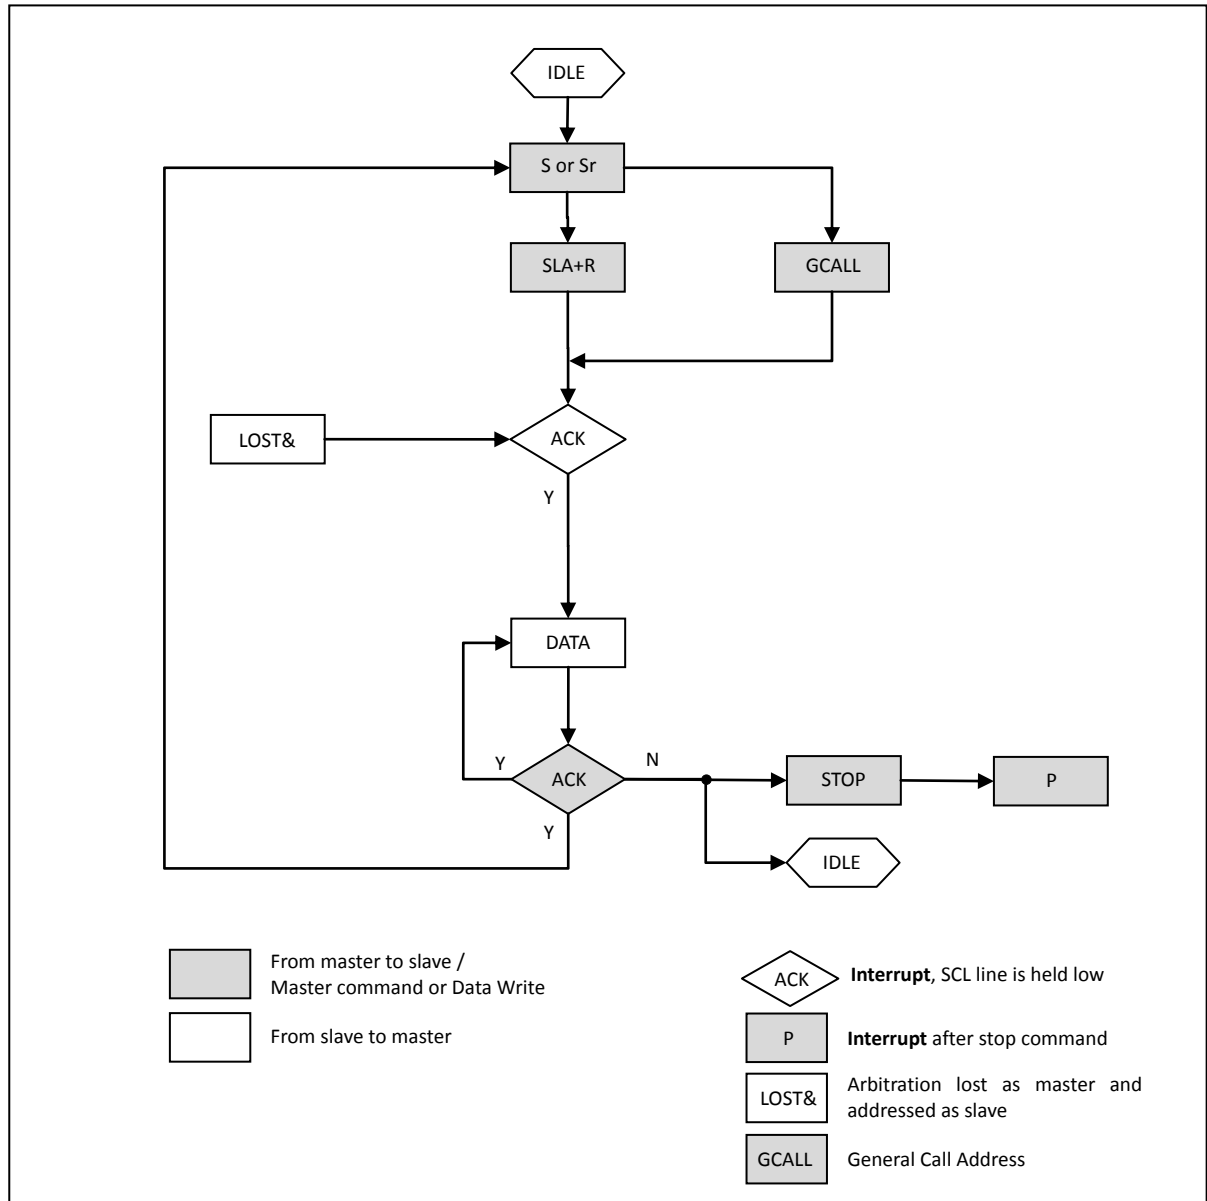 IDLE
S or Sr
SLA+R
GCALL
LOST&
ACK
Y
DATA
Y
ACK
N
STOP
P
Y
IDLE
From master to slave /
Master command or Data Write
From slave to master
ACK
Interrupt, SCL line is held low
P
Interrupt after stop command
LOST&
Arbitration lost as master and
addressed as slave
GCALL
General Call Address